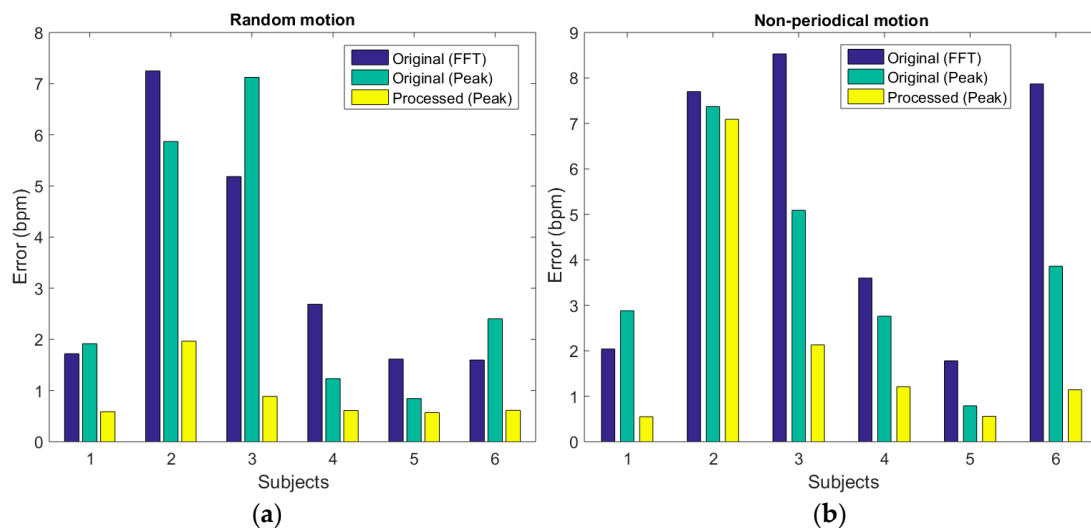 Random motion
8
7
6
5
4
3
2
1
0
Error (bpm)
Original (FFT)
Original (Peak)
Processed (Peak)
1 2 3 4 5 6
Subjects
(a)
Non-periodical motion
9
8
7
6
5
4
3
2
1
0
Error (bpm)
Original (FFT)
Original (Peak)
Processed (Peak)
1 2 3 4 5 6
Subjects
(b)